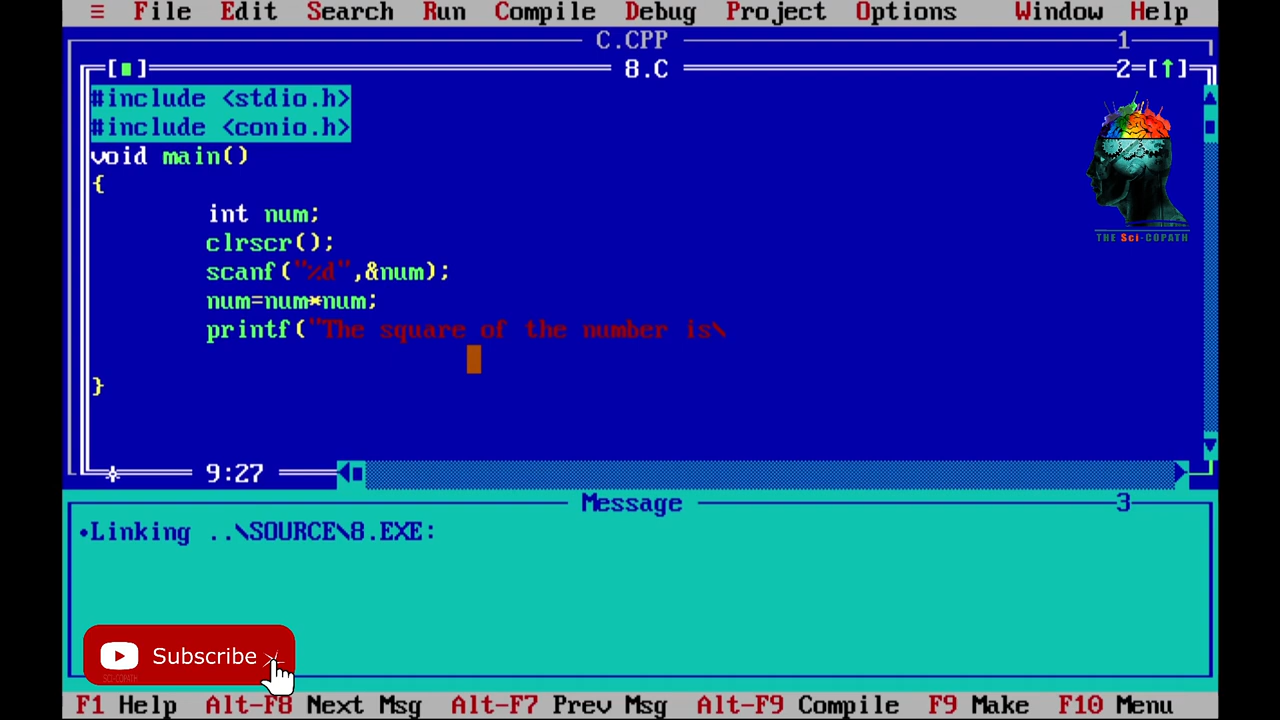 ≡ File Edit Search Run Compile Debug Project Options Window Help
C.CPP 1
[■] 8.C 2=[↑]
#include <stdio.h>
#include <conio.h>
void main()
{
int num;
clrscr();
scanf("%d",&num);
num=num*num;
printf("The square of the number is\
}
9:27
THE Sci-COPATH
Message 3
•Linking ..\SOURCE\8.EXE:
Subscribe
SCI-COPATH
F1 Help Alt-F8 Next Msg Alt-F7 Prev Msg Alt-F9 Compile F9 Make F10 Menu